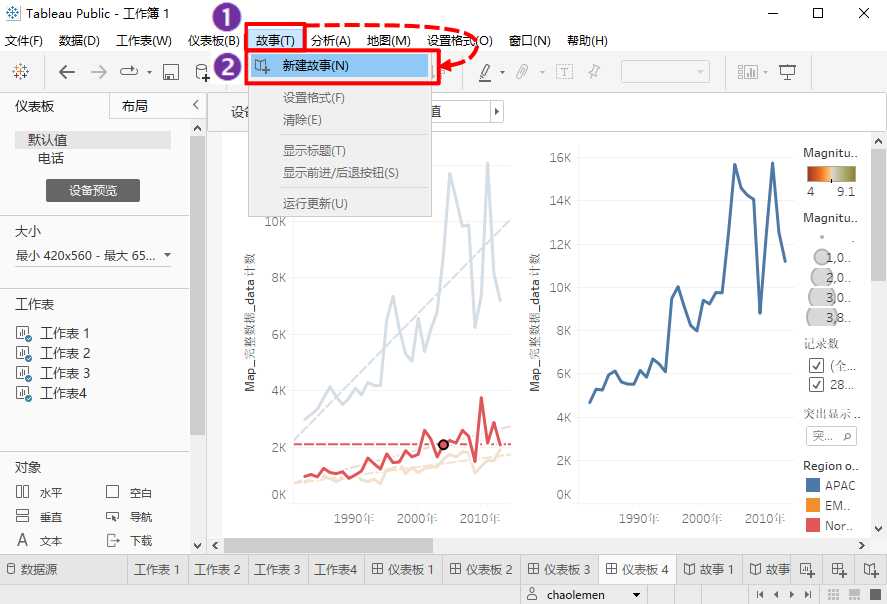 Tableau Public - 工作簿 1
1
文件(F) 数据(D) 工作表(W) 仪表板(B) 故事(T) 分析(A) 地图(M) 设置格式(O) 窗口(N) 帮助(H)
2
新建故事(N)
设置格式(F)
清除(E)
显示标题(T)
显示前进/后退按钮(S)
运行更新(U)
仪表板 布局
默认值
电话
设备预览
大小
最小 420x560 - 最大 65...
工作表
工作表 1
工作表 2
工作表 3
工作表4
对象
水平 空白
垂直 导航
文本 下载
值
Map_完整数据_data 计数
10K
8K
6K
4K
2K
0K
1990年 2000年 2010年
Map_完整数据_data 计数
16K
14K
12K
10K
8K
6K
4K
2K
0K
1990年 2000年 2010年
Magnitu..
4 9.1
Magnitu..
1,0..
2,0..
3,0..
3,8..
记录数
(全...
28...
突出显示 ..
突...
Region o..
APAC
EM..
Nor..
数据源 工作表 1 工作表 2 工作表 3 工作表4 仪表板 1 仪表板 2 仪表板 3 仪表板 4 故事 1 故事
chaolemen